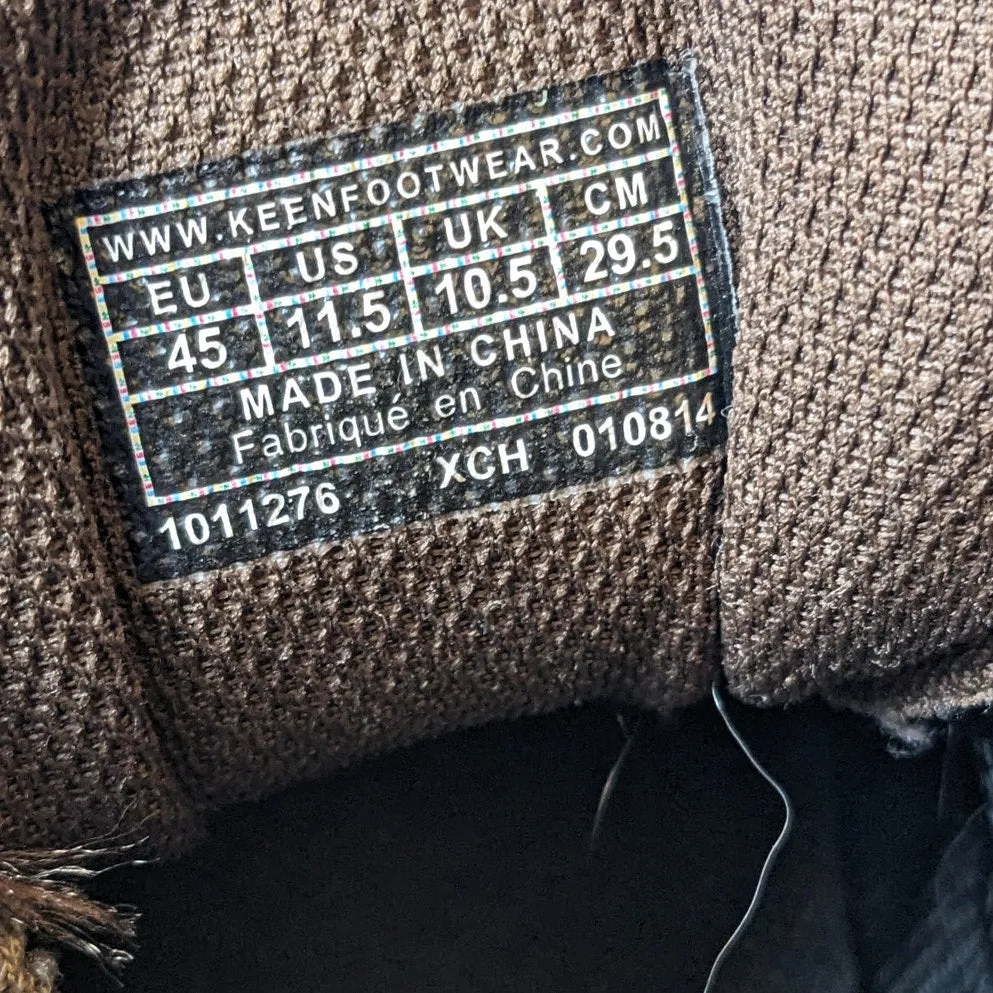 WWW.KEENFOOTWEAR.COM
EU US UK CM
45 11.5 10.5 29.5
MADE IN CHINA
Fabriqué en Chine
1011276 XCH 010814